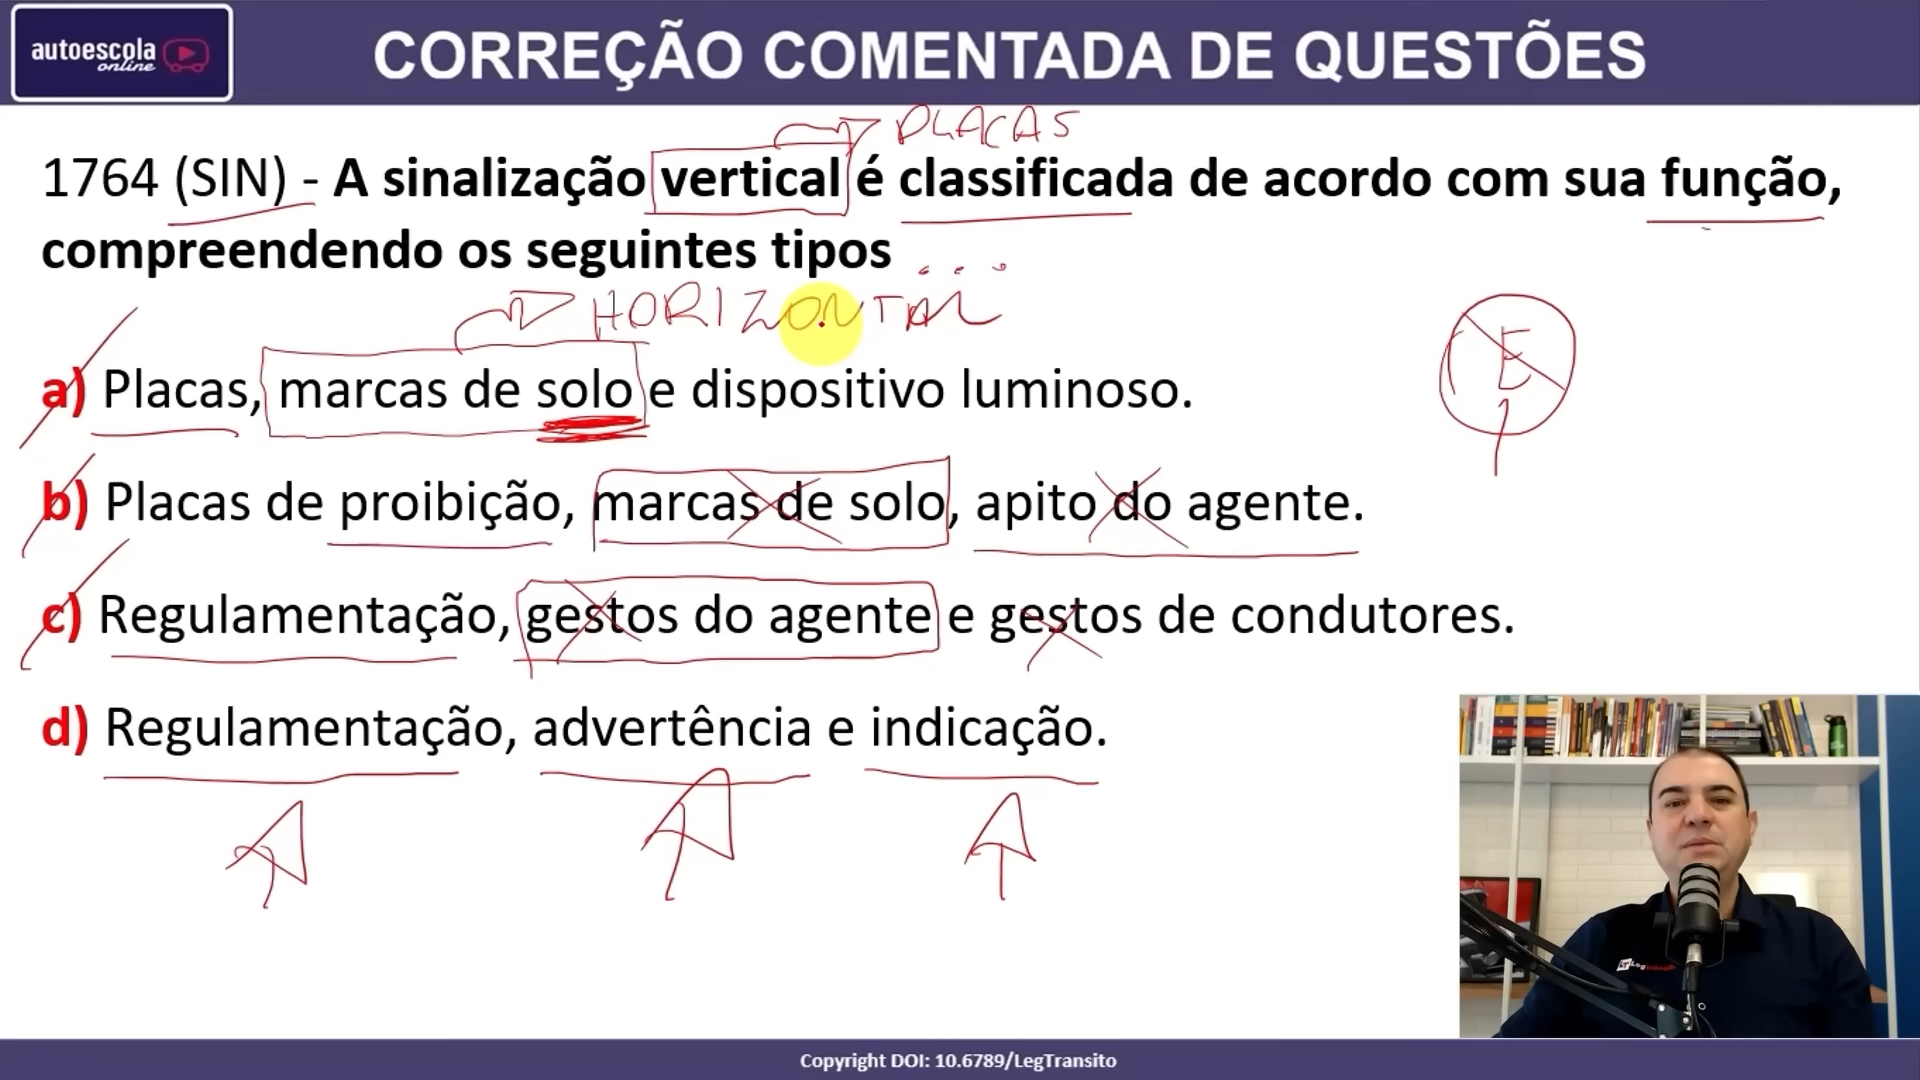 autoescola
online
CORREÇÃO COMENTADA DE QUESTÕES
PLACAS
1764 (SIN) - A sinalização vertical é classificada de acordo com sua função,
compreendendo os seguintes tipos ...
HORIZONTAL
E
a) Placas, marcas de solo e dispositivo luminoso.
b) Placas de proibição, marcas de solo, apito do agente.
c) Regulamentação, gestos do agente e gestos de condutores.
d) Regulamentação, advertência e indicação.
Copyright DOI: 10.6789/LegTransito